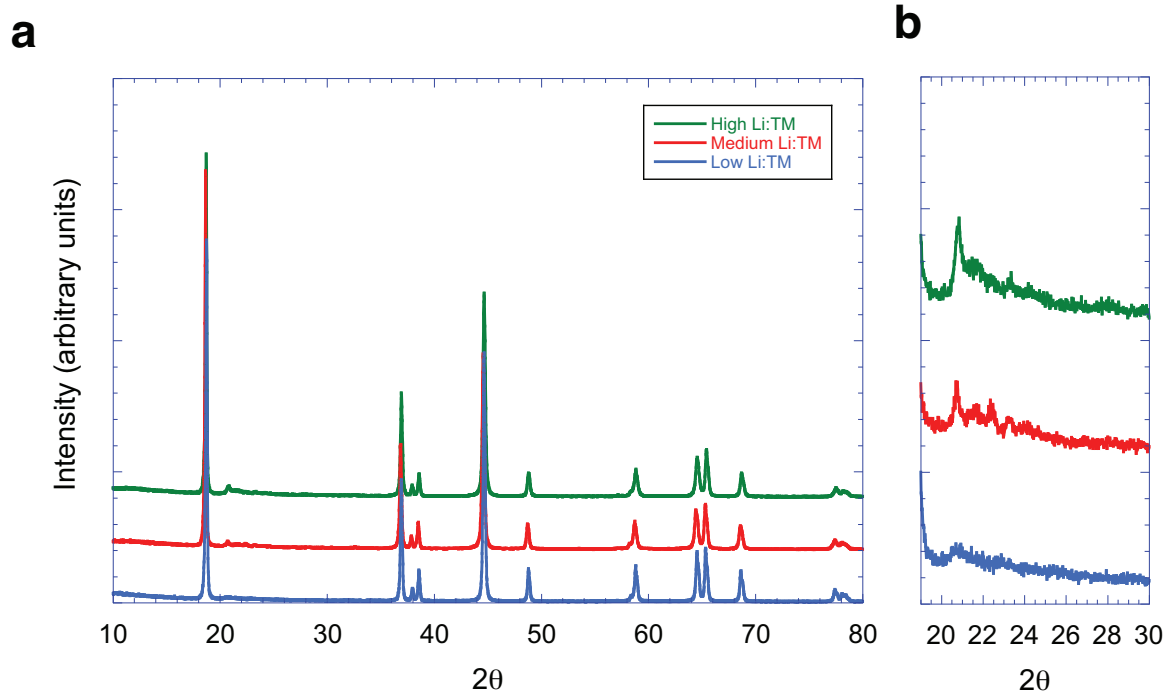 a
b
High Li:TM
Medium Li:TM
Low Li:TM
Intensity (arbitrary units)
10 20 30 40 50 60 70 80
20 22 24 26 28 30
2θ
2θ